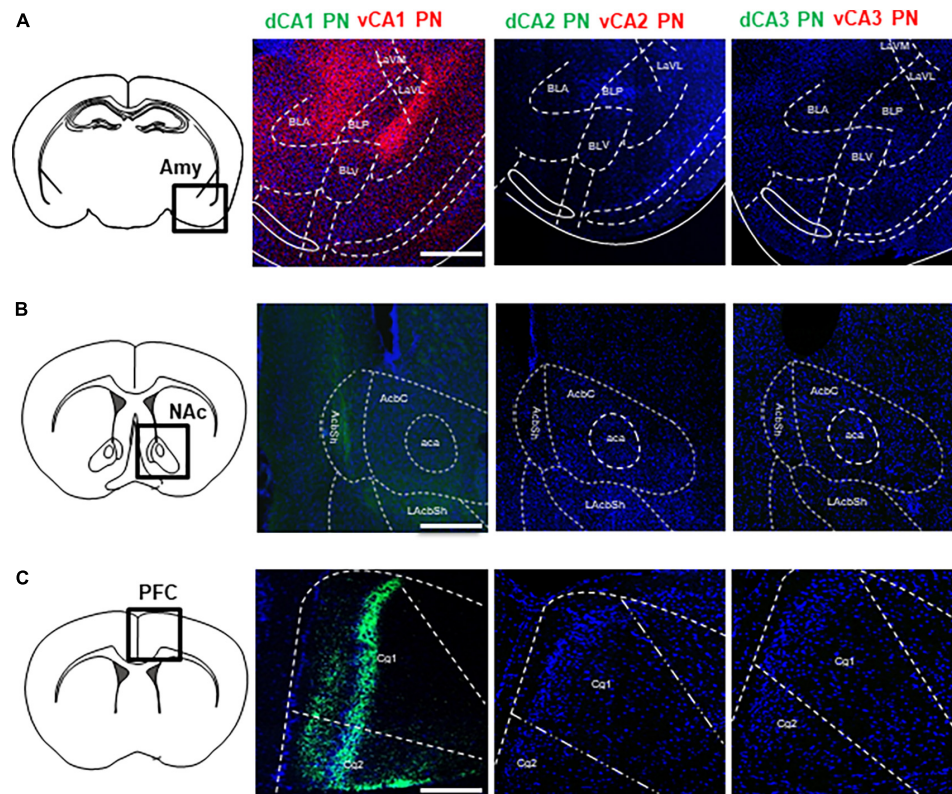 A
dCA1 PN vCA1 PN
dCA2 PN vCA2 PN
dCA3 PN vCA3 PN
Amy
LaVM
LaVL
BLA
BLP
BLV
LaVM
LaVL
BLA
BLP
BLV
LaVM
LaVL
BLA
BLP
BLV
B
NAc
AcbSh
AcbC
aca
LAcbSh
AcbSh
AcbC
aca
LAcbSh
AcbSh
AcbC
aca
LAcbSh
C
PFC
Cg1
Cg2
Cg1
Cg2
Cg1
Cg2